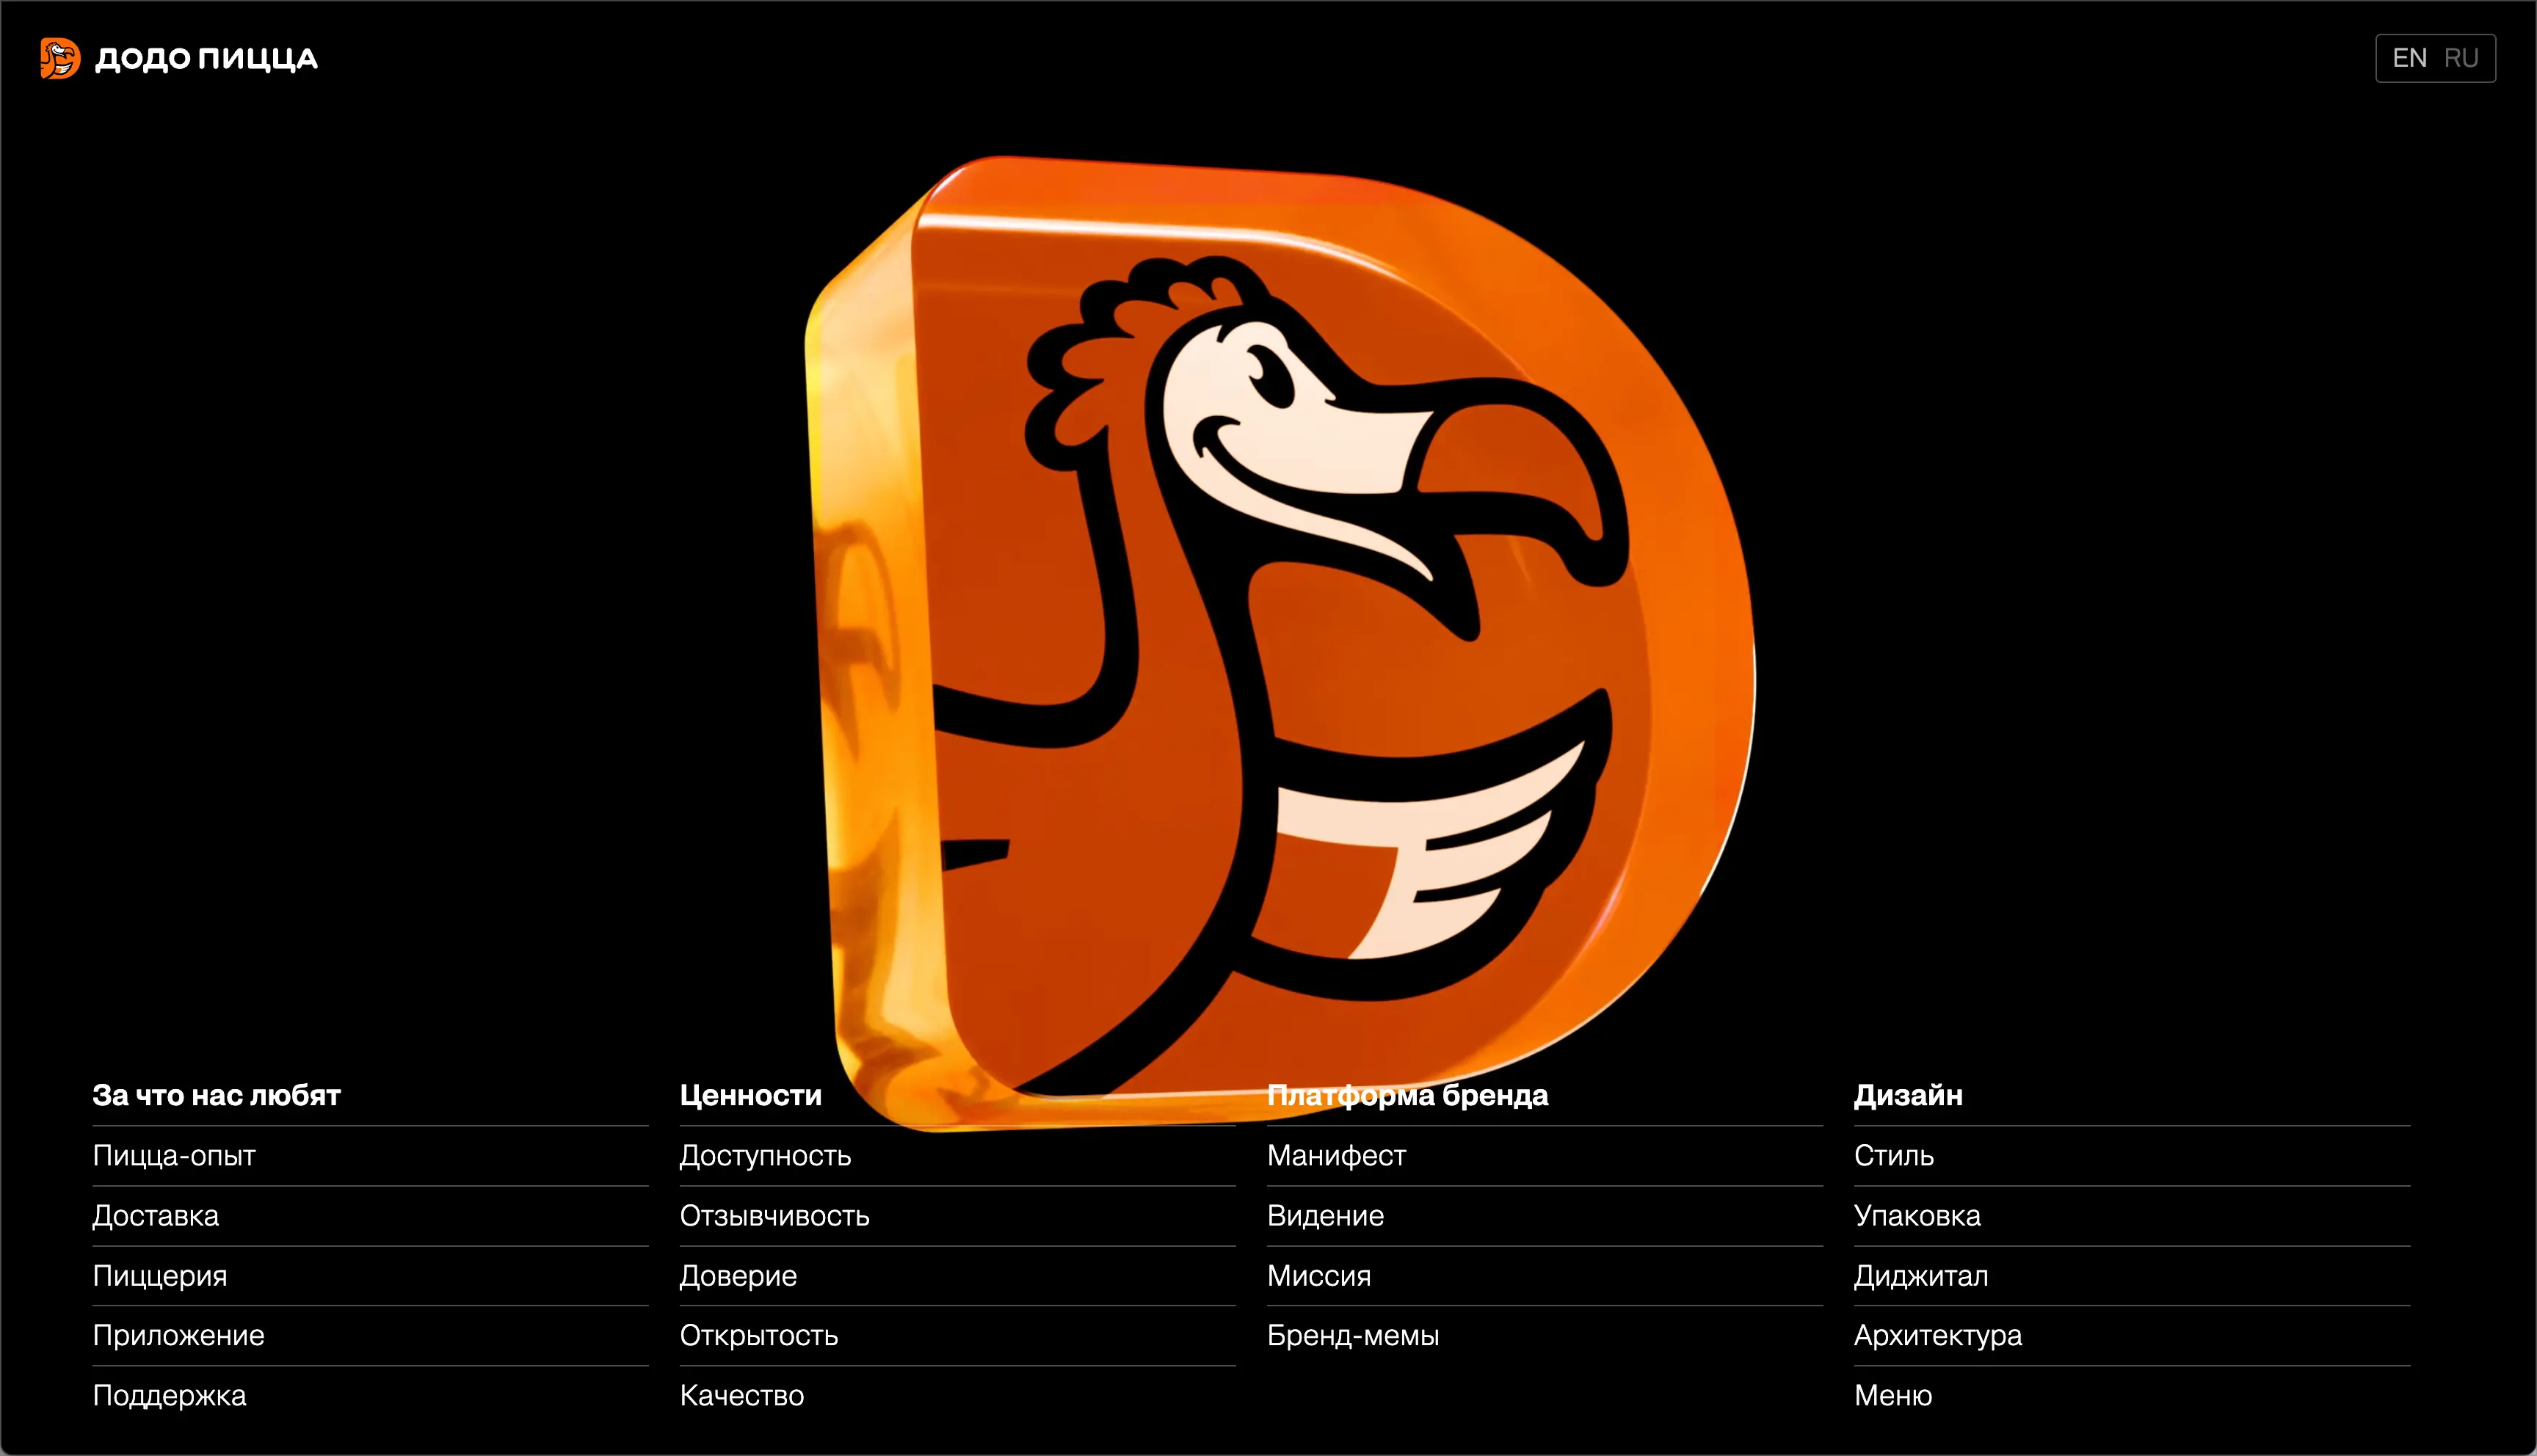 ДОДО ПИЦЦА
EN RU
За что нас любят
Пицца-опыт
Доставка
Пиццерия
Приложение
Поддержка
Ценности
Доступность
Отзывчивость
Доверие
Открытость
Качество
Платформа бренда
Манифест
Видение
Миссия
Бренд-мемы
Дизайн
Стиль
Упаковка
Диджитал
Архитектура
Меню